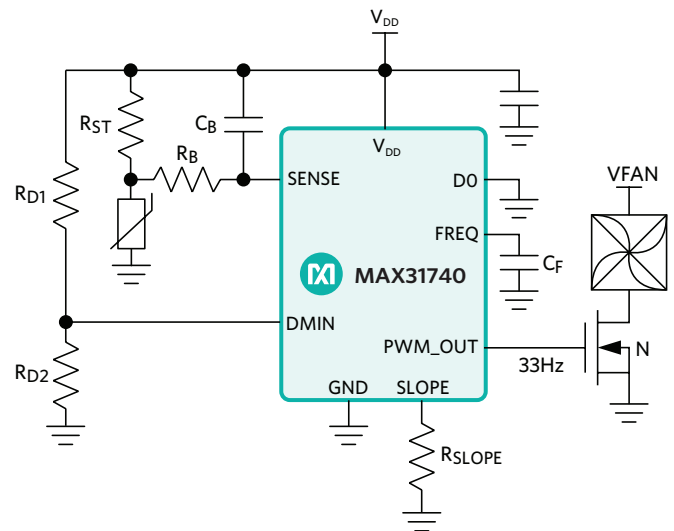 VDD
RST
CB
RB
VDD
SENSE
D0
VFAN
RD1
FREQ
CF
MAX31740
DMIN
PWM_OUT
N
33Hz
RD2
GND
SLOPE
RSLOPE